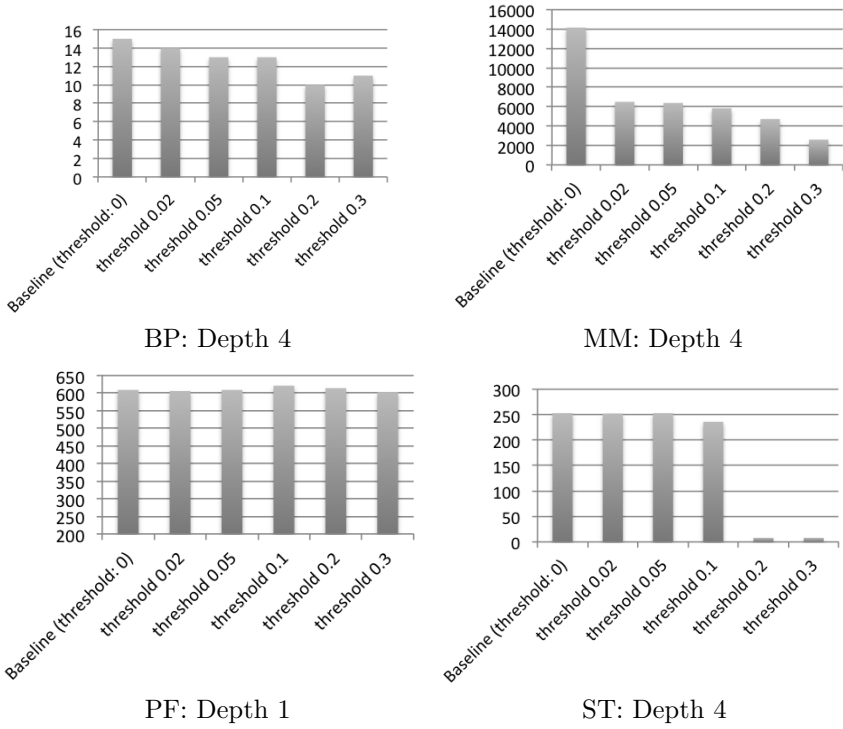 16
14
12
10
8
6
4
2
0
Baseline (threshold: 0)
threshold 0.02
threshold 0.05
threshold 0.1
threshold 0.2
threshold 0.3
BP: Depth 4
16000
14000
12000
10000
8000
6000
4000
2000
0
Baseline (threshold: 0)
threshold 0.02
threshold 0.05
threshold 0.1
threshold 0.2
threshold 0.3
MM: Depth 4
650
600
550
500
450
400
350
300
250
200
Baseline (threshold: 0)
threshold 0.02
threshold 0.05
threshold 0.1
threshold 0.2
threshold 0.3
PF: Depth 1
300
250
200
150
100
50
0
Baseline (threshold: 0)
threshold 0.02
threshold 0.05
threshold 0.1
threshold 0.2
threshold 0.3
ST: Depth 4